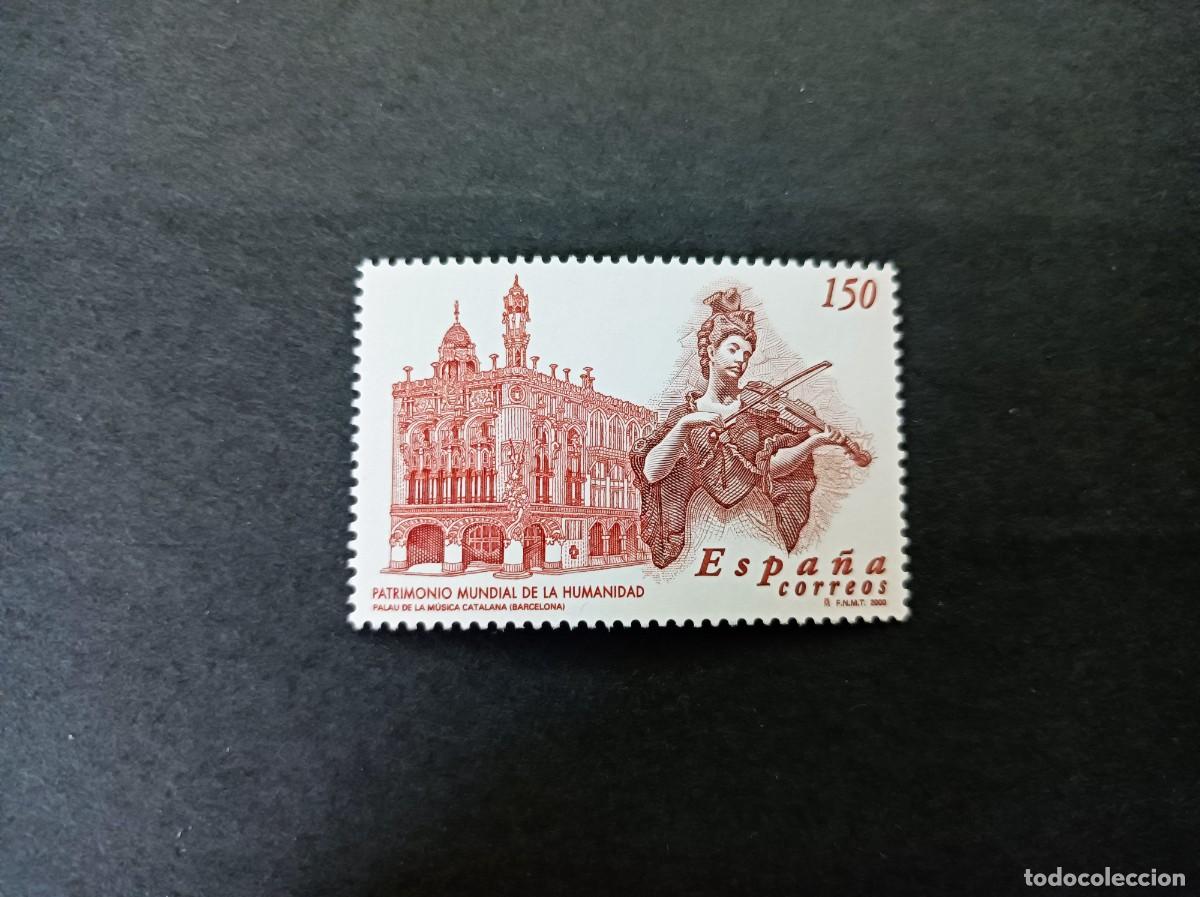 150
España
correos
PATRIMONIO MUNDIAL DE LA HUMANIDAD
PALAU DE LA MÚSICA CATALANA (BARCELONA)
F.N.M.T. 2000
todocoleccion